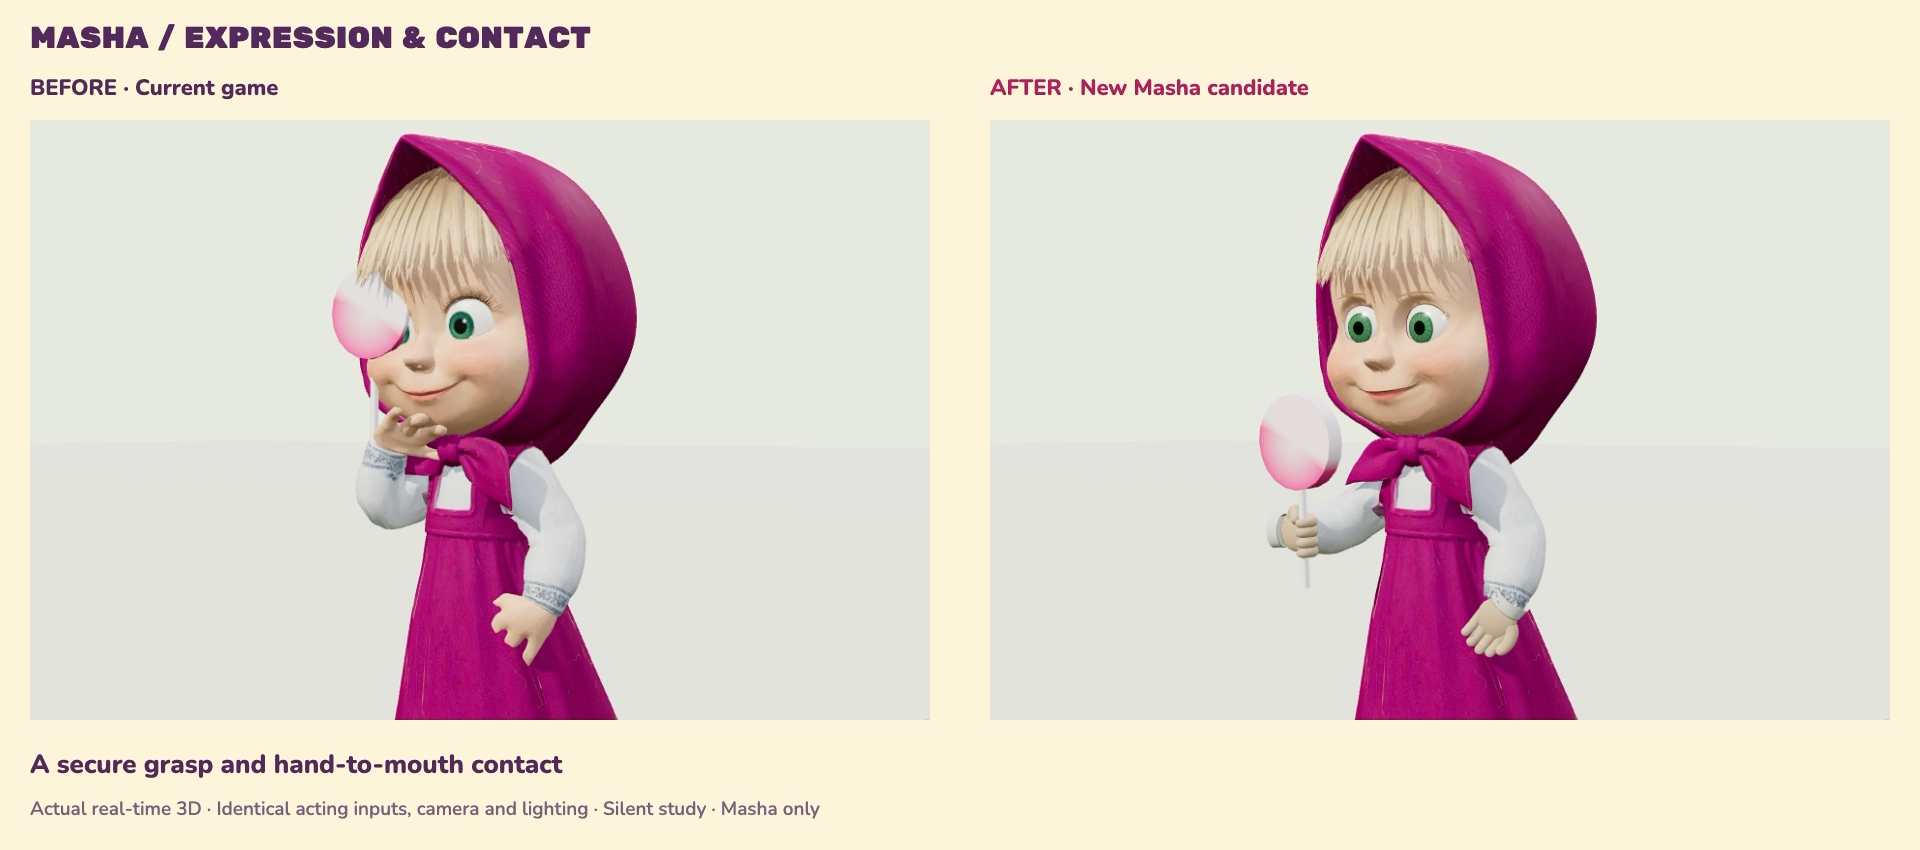 MASHA / EXPRESSION & CONTACT
BEFORE · Current game
AFTER · New Masha candidate
A secure grasp and hand-to-mouth contact
Actual real-time 3D · Identical acting inputs, camera and lighting · Silent study · Masha only